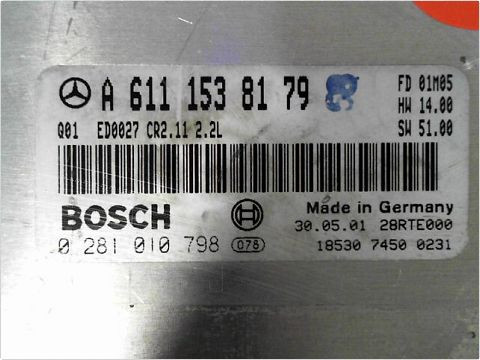 A 611 153 81 79
FD 01M05
HW 14.00
Q01 ED0027 CR2.11 2.2L
SW 51.00
BOSCH
Made in Germany
30.05.01 28RTE000
0 281 010 798 078
18530 7450 0231